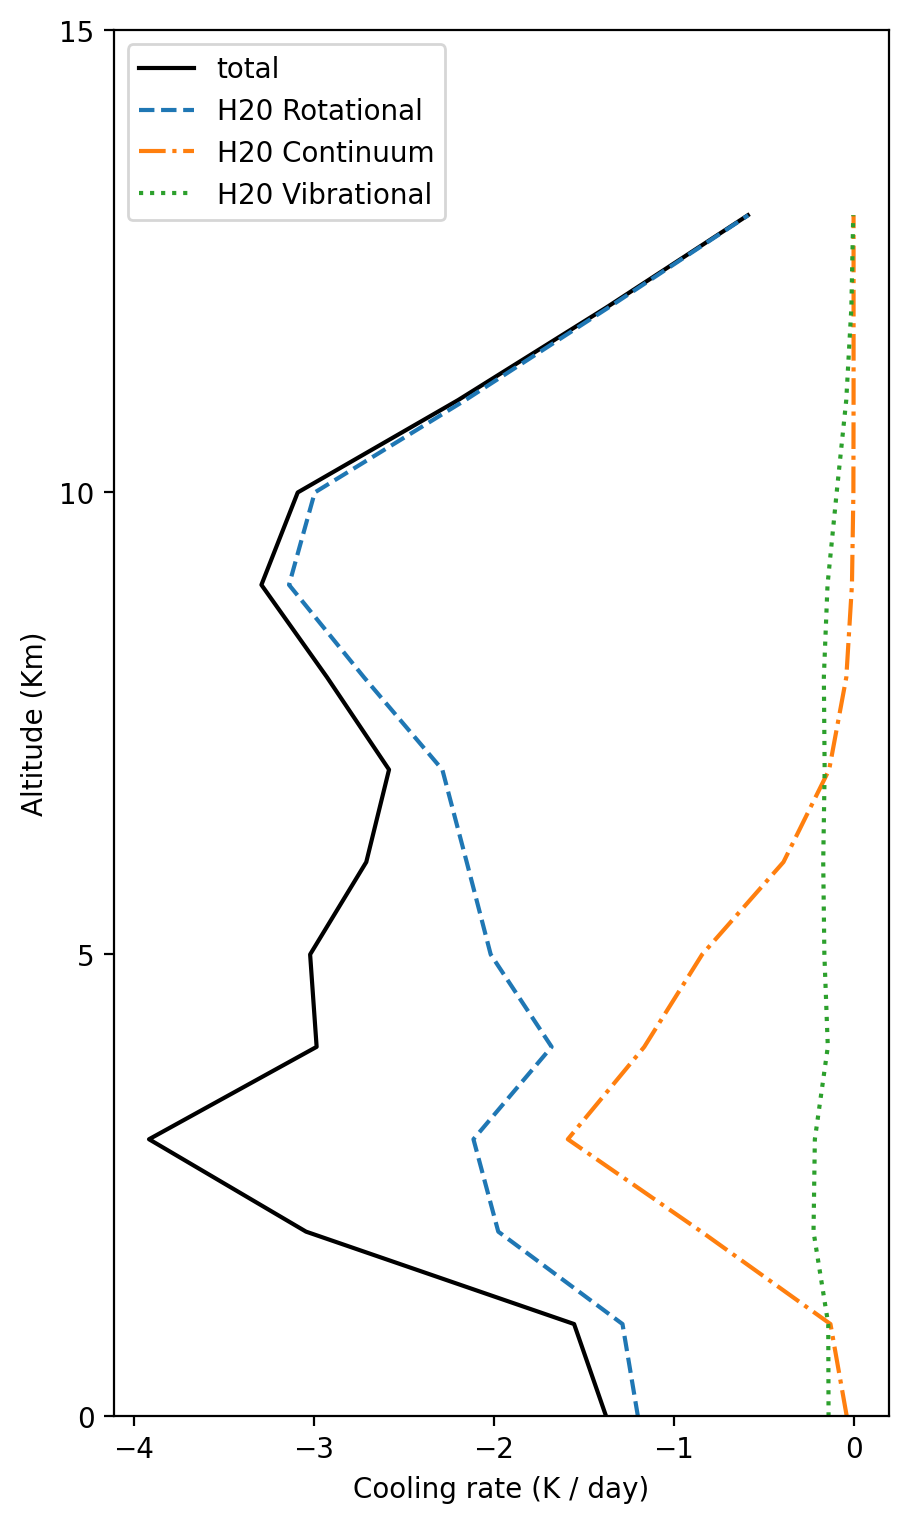 15
total
H20 Rotational
H20 Continuum
H20 Vibrational
10
Altitude (Km)
5
0
−4 −3 −2 −1 0
Cooling rate (K / day)